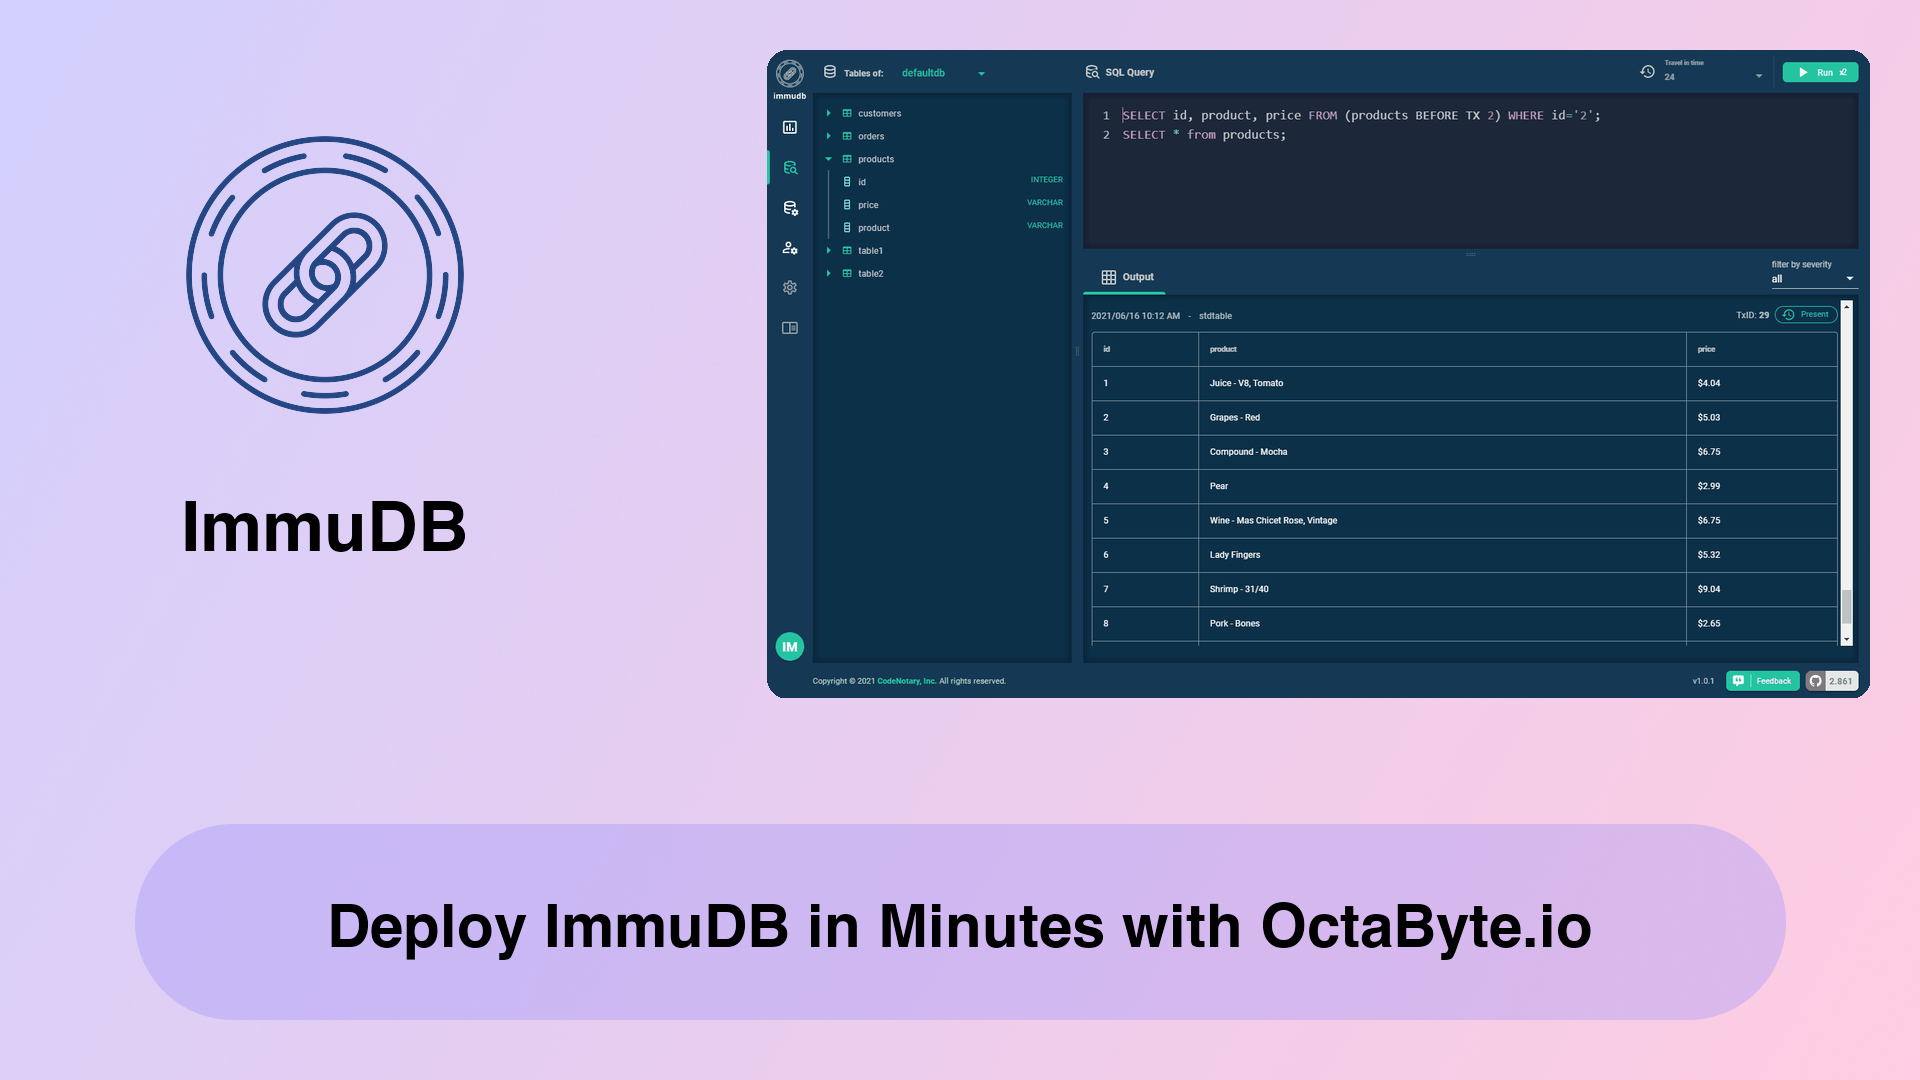 ImmuDB
immudb
Tables of: defaultdb
customers
orders
products
id INTEGER
price VARCHAR
product VARCHAR
table1
table2
IM
SQL Query
Travel in time
24
Run x2
1 SELECT id, product, price FROM (products BEFORE TX 2) WHERE id='2';
2 SELECT * from products;
Output
filter by severity
all
2021/06/16 10:12 AM - stdtable
TxID: 29 Present
id product price
1 Juice - V8, Tomato $4.04
2 Grapes - Red $5.03
3 Compound - Mocha $6.75
4 Pear $2.99
5 Wine - Mas Chicet Rose, Vintage $6.75
6 Lady Fingers $5.32
7 Shrimp - 31/40 $9.04
8 Pork - Bones $2.65
Copyright © 2021 CodeNotary, Inc. All rights reserved.
v1.0.1 Feedback 2.861
Deploy ImmuDB in Minutes with OctaByte.io